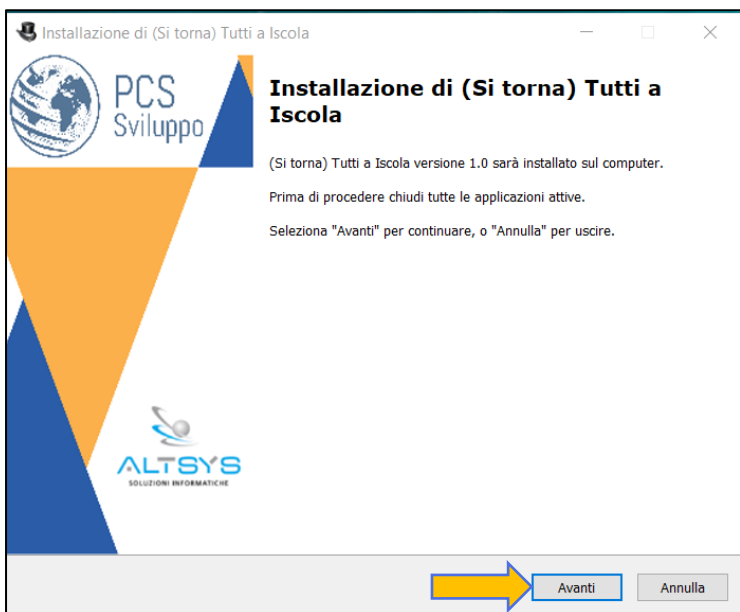 Installazione di (Si torna) Tutti a Iscola
PCS
Sviluppo
Installazione di (Si torna) Tutti a
Iscola
(Si torna) Tutti a Iscola versione 1.0 sarà installato sul computer.
Prima di procedere chiudi tutte le applicazioni attive.
Seleziona "Avanti" per continuare, o "Annulla" per uscire.
ALTSYS
SOLUZIONI INFORMATICHE
Avanti
Annulla